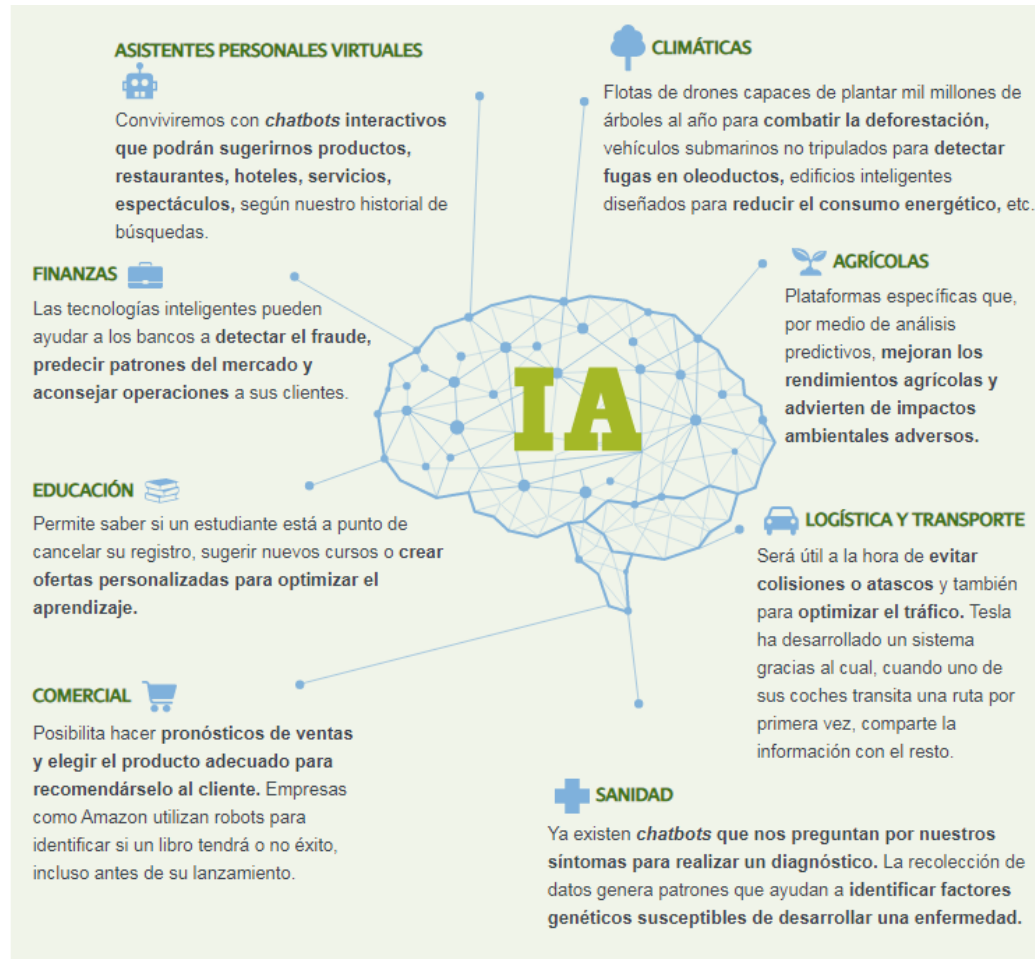 ASISTENTES PERSONALES VIRTUALES
Conviviremos con chatbots interactivos
que podrán sugerirnos productos,
restaurantes, hoteles, servicios,
espectáculos, según nuestro historial de
búsquedas.
CLIMÁTICAS
Flotas de drones capaces de plantar mil millones de
árboles al año para combatir la deforestación,
vehículos submarinos no tripulados para detectar
fugas en oleoductos, edificios inteligentes
diseñados para reducir el consumo energético, etc.
FINANZAS
Las tecnologías inteligentes pueden
ayudar a los bancos a detectar el fraude,
predecir patrones del mercado y
aconsejar operaciones a sus clientes.
AGRÍCOLAS
Plataformas específicas que,
por medio de análisis
predictivos, mejoran los
rendimientos agrícolas y
advierten de impactos
ambientales adversos.
IA
EDUCACIÓN
Permite saber si un estudiante está a punto de
cancelar su registro, sugerir nuevos cursos o crear
ofertas personalizadas para optimizar el
aprendizaje.
LOGÍSTICA Y TRANSPORTE
Será útil a la hora de evitar
colisiones o atascos y también
para optimizar el tráfico. Tesla
ha desarrollado un sistema
gracias al cual, cuando uno de
sus coches transita una ruta por
primera vez, comparte la
información con el resto.
COMERCIAL
Posibilita hacer pronósticos de ventas
y elegir el producto adecuado para
recomendárselo al cliente. Empresas
como Amazon utilizan robots para
identificar si un libro tendrá o no éxito,
incluso antes de su lanzamiento.
SANIDAD
Ya existen chatbots que nos preguntan por nuestros
síntomas para realizar un diagnóstico. La recolección de
datos genera patrones que ayudan a identificar factores
genéticos susceptibles de desarrollar una enfermedad.